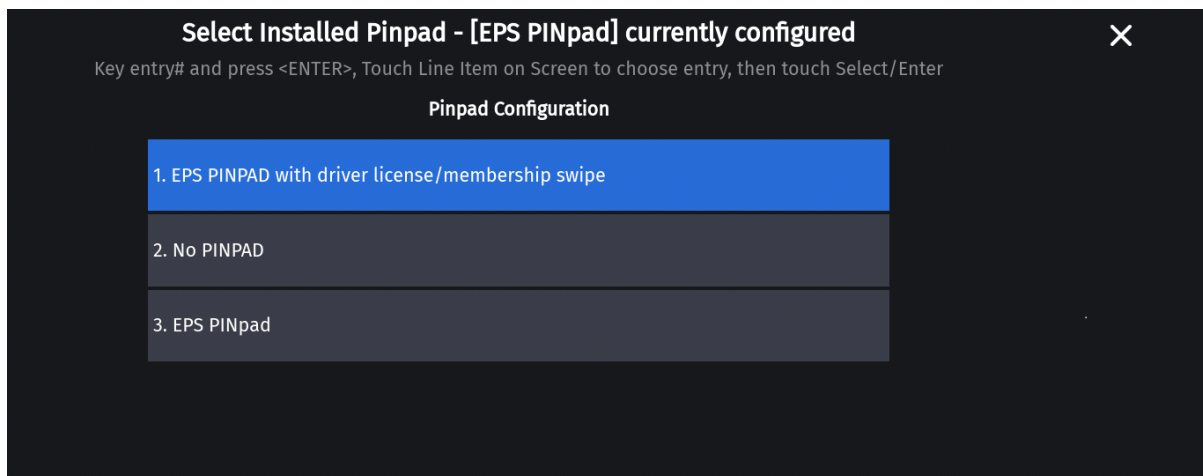 Select Installed Pinpad - [EPS PINpad] currently configured
Key entry# and press <ENTER>, Touch Line Item on Screen to choose entry, then touch Select/Enter
Pinpad Configuration
1. EPS PINPAD with driver license/membership swipe
2. No PINPAD
3. EPS PINpad